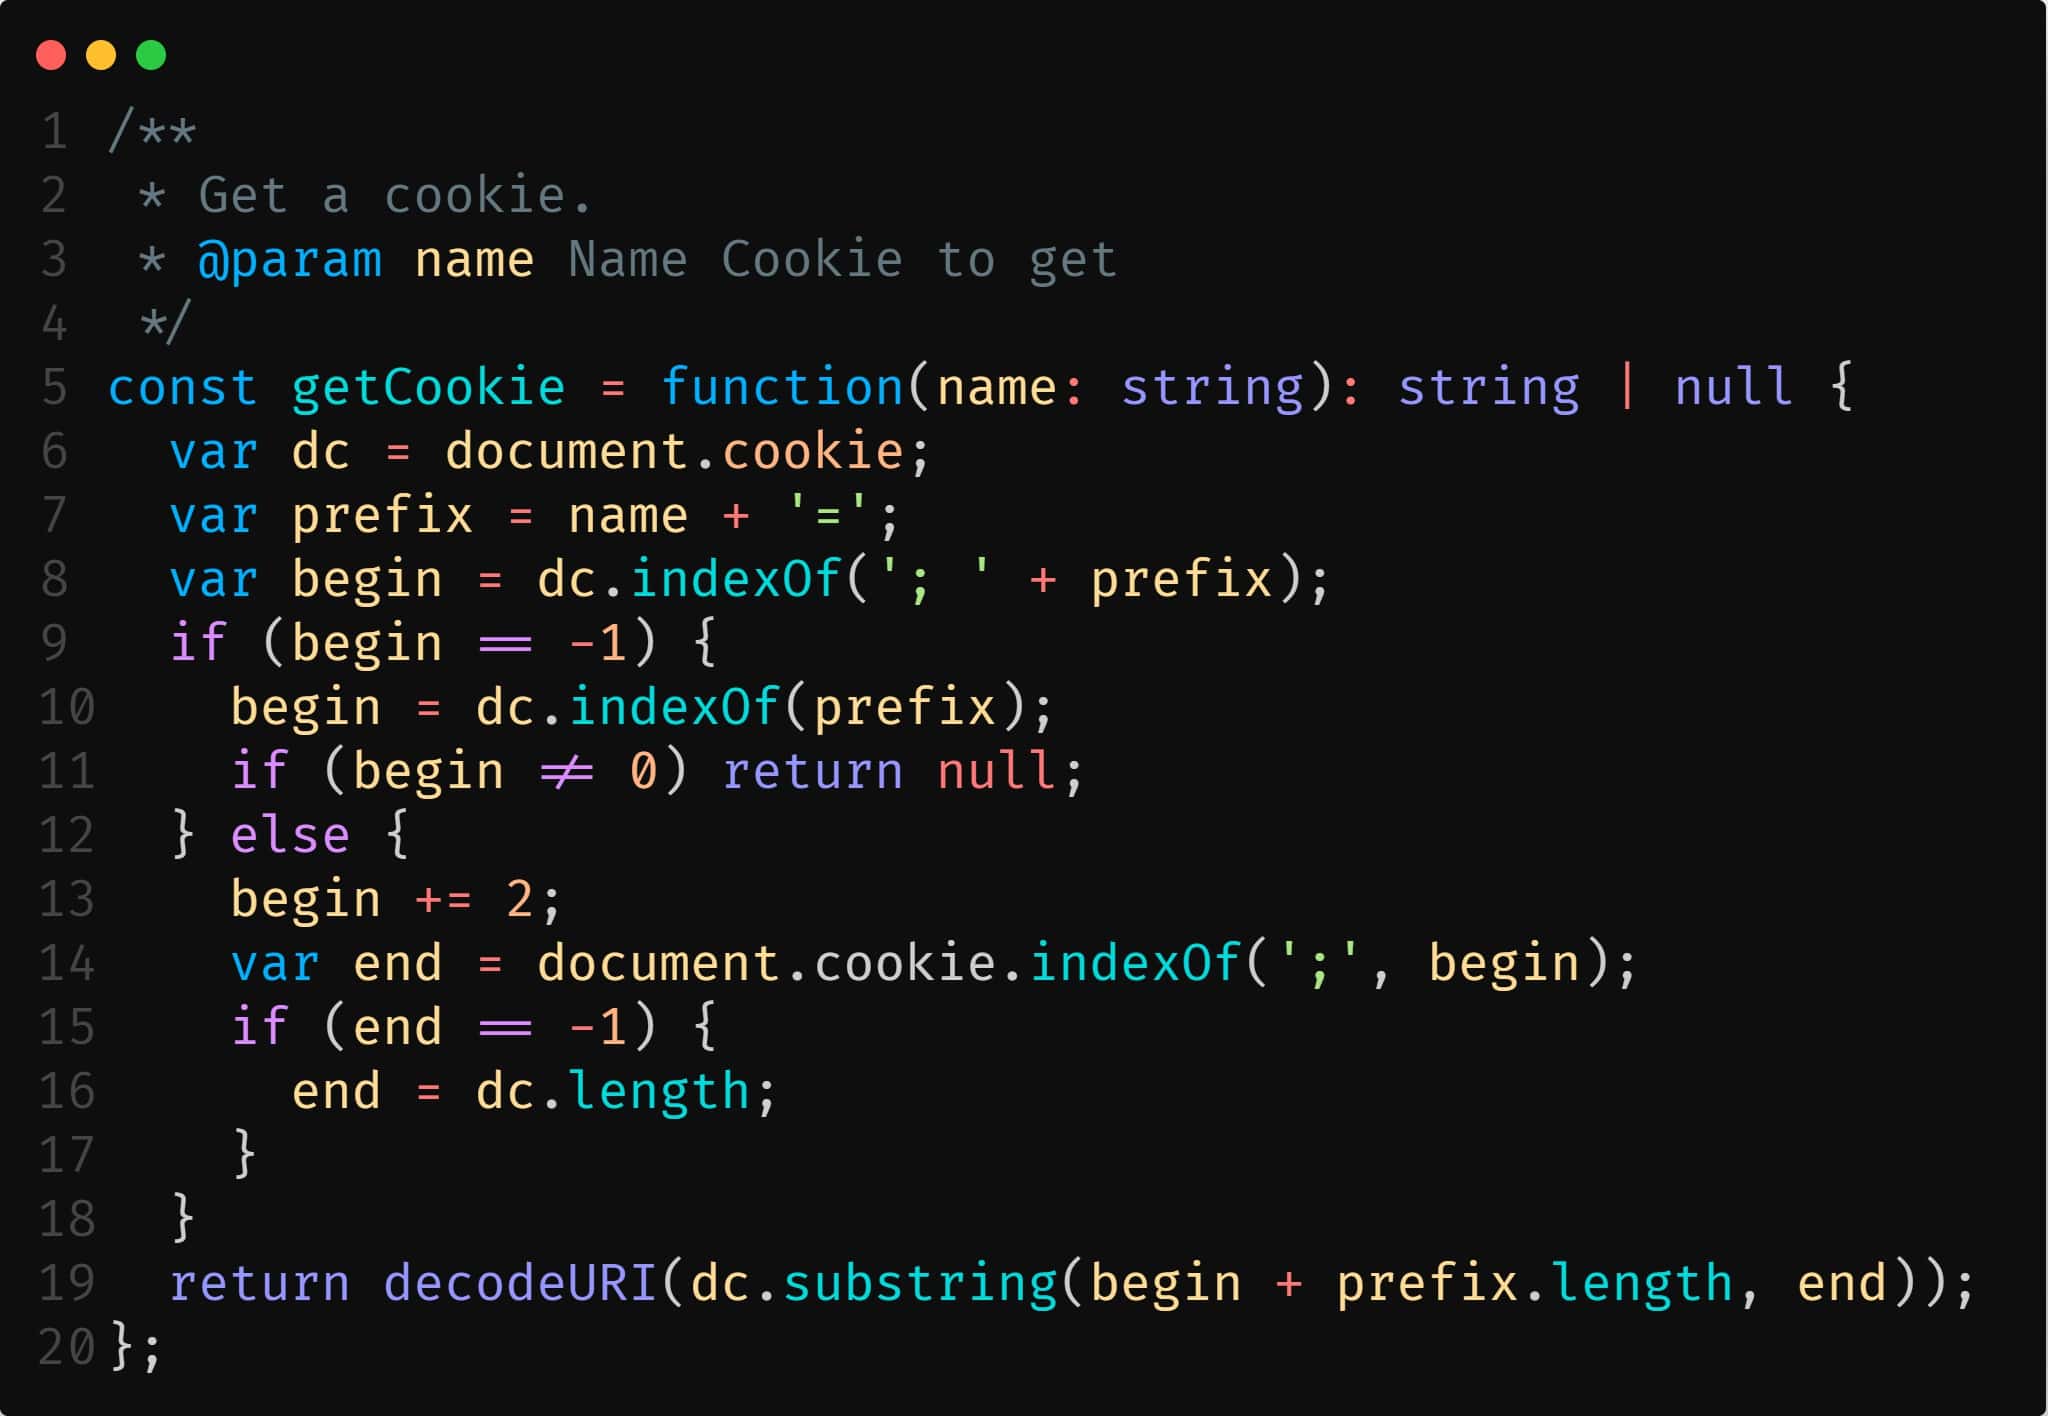 1 /**
2  * Get a cookie.
3  * @param name Name Cookie to get
4  */
5 const getCookie = function(name: string): string | null {
6   var dc = document.cookie;
7   var prefix = name + '=';
8   var begin = dc.indexOf('; ' + prefix);
9   if (begin == -1) {
10     begin = dc.indexOf(prefix);
11     if (begin != 0) return null;
12   } else {
13     begin += 2;
14     var end = document.cookie.indexOf(';', begin);
15     if (end == -1) {
16       end = dc.length;
17     }
18   }
19   return decodeURI(dc.substring(begin + prefix.length, end));
20 };